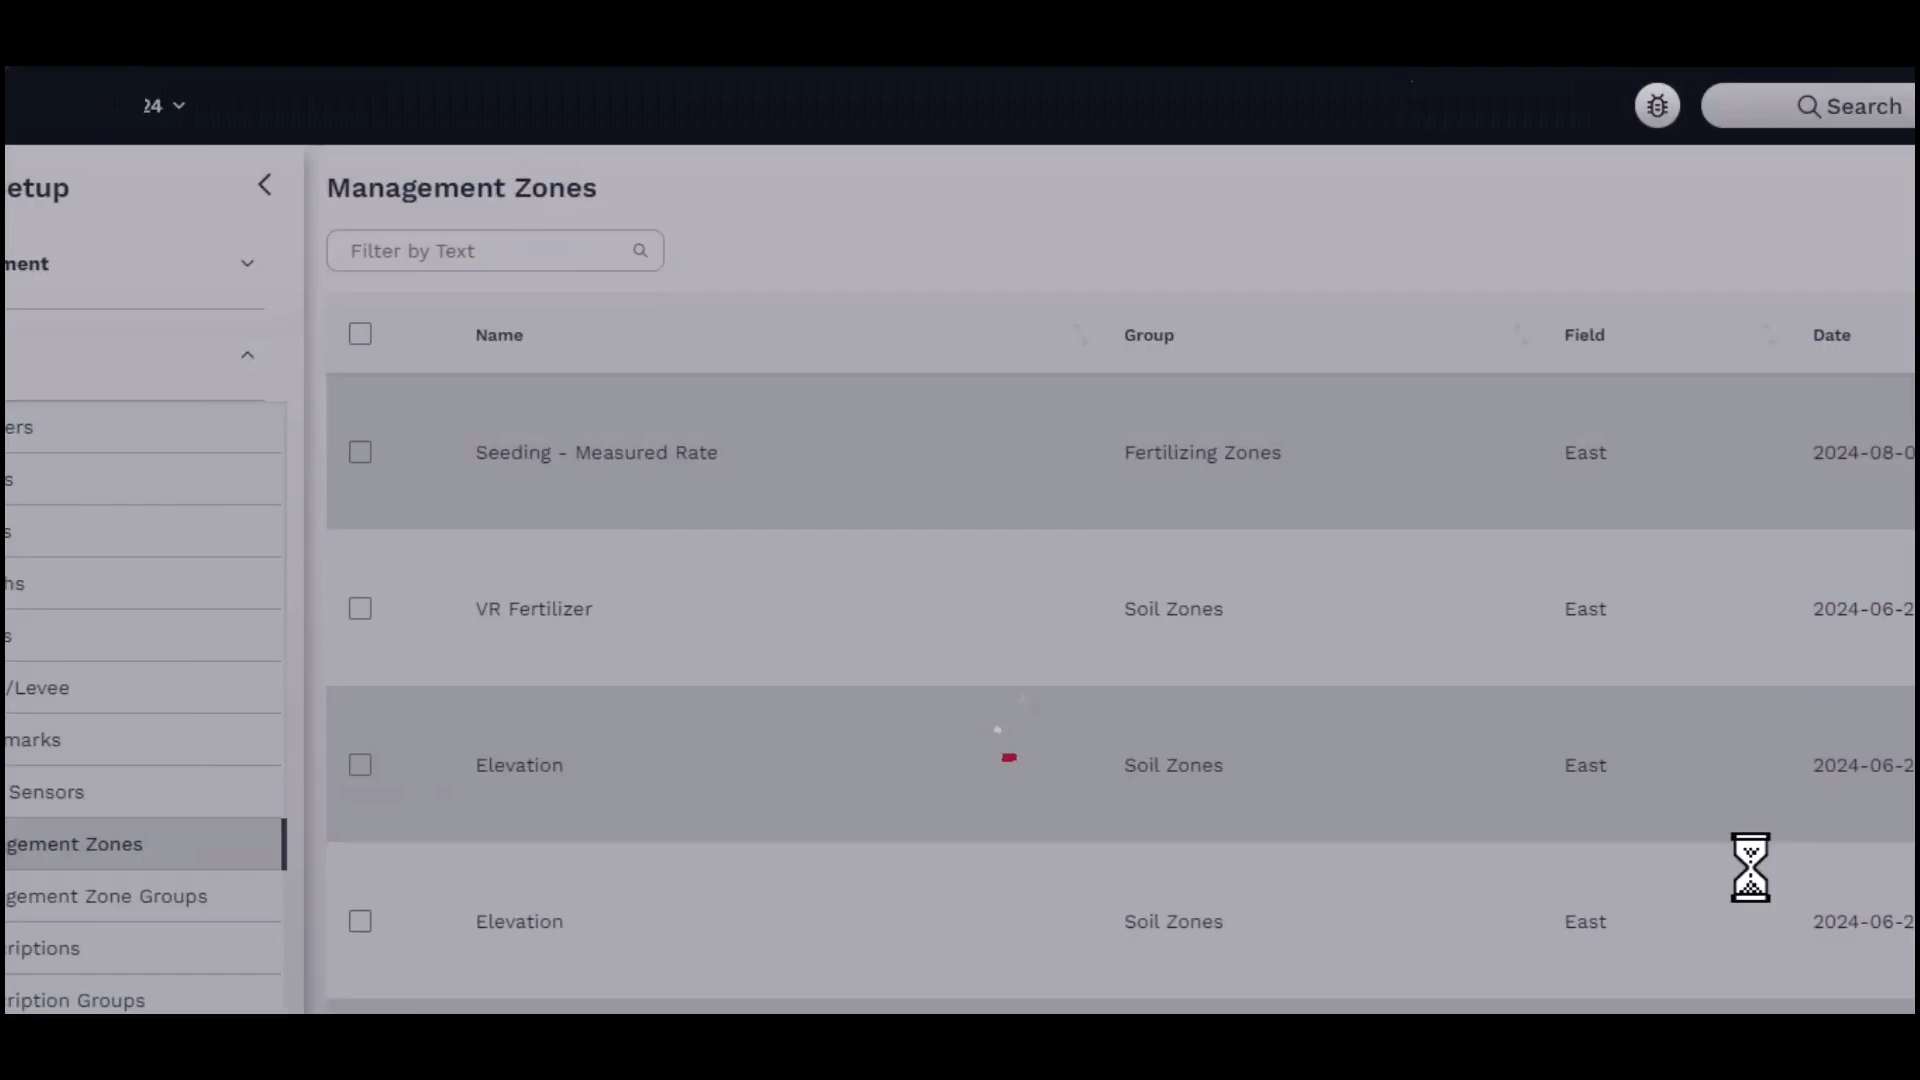 24
Search
etup
Management Zones
Filter by Text
ment
Name Group Field Date
ers
Seeding - Measured Rate Fertilizing Zones East 2024-08-0
s
s
hs
VR Fertilizer Soil Zones East 2024-06-2
s
/Levee
marks
Elevation Soil Zones East 2024-06-2
Sensors
gement Zones
gement Zone Groups
Elevation Soil Zones East 2024-06-2
riptions
ription Groups